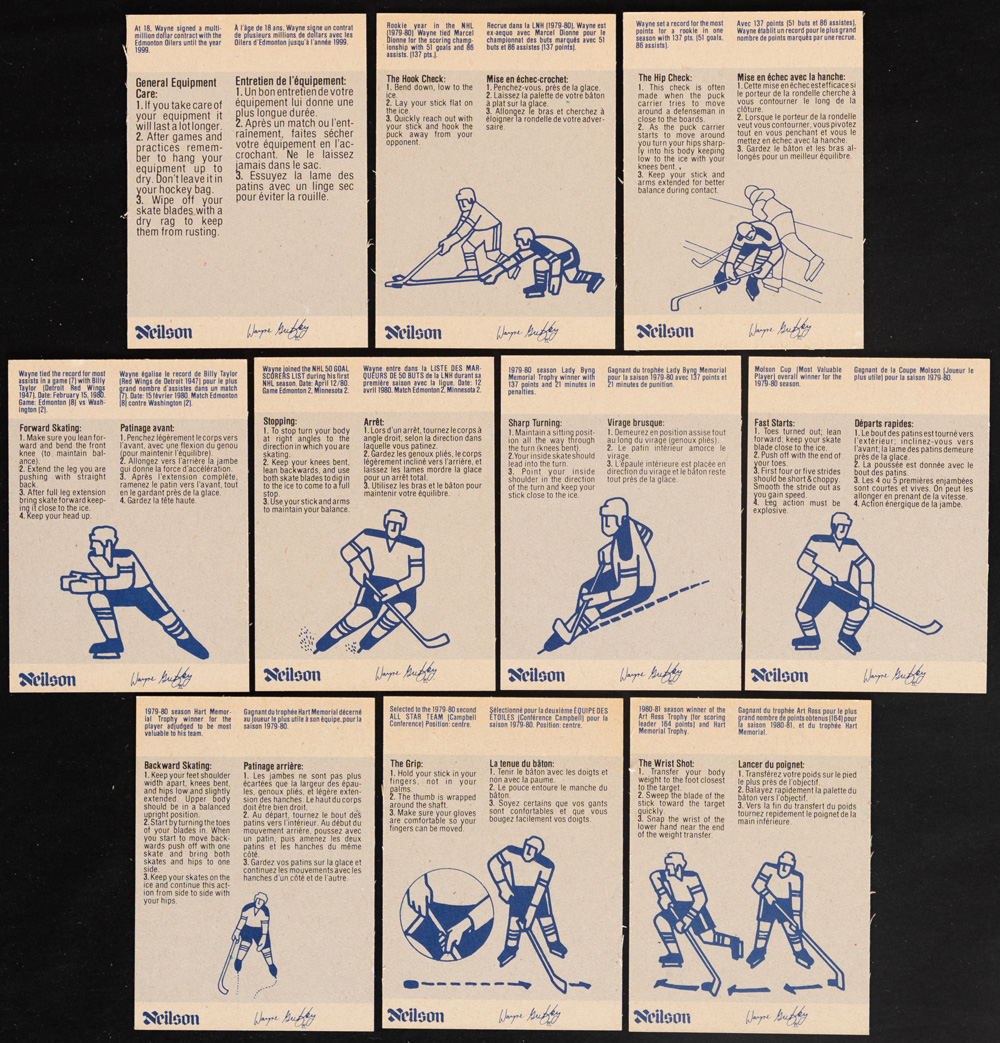 At 18, Wayne signed a multi-
million dollar contract with the
Edmonton Oilers until the year
1999.
À l'âge de 18 ans, Wayne signe un contrat
de plusieurs millions de dollars avec les
Oilers d'Edmonton jusqu'à l'année 1999.
General Equipment
Care:
1. If you take care of
your equipment it
will last a lot longer.
2. After games and
practices remem-
ber to hang your
equipment up to
dry. Don't leave it in
your hockey bag.
3. Wipe off your
skate blades with a
dry rag to keep
them from rusting.
Entretien de l'équipement:
1. Un bon entretien de votre
équipement lui donne une
plus longue durée.
2. Après un match ou l'ent-
raînement, faites sécher
votre équipement en l'ac-
crochant. Ne le laissez
jamais dans le sac.
3. Essuyez la lame des
patins avec un linge sec
pour éviter la rouille.
Neilson
Wayne Gretzky
Rookie year in the NHL
(1979-80) Wayne tied Marcel
Dionne for the scoring champ-
ionship with 51 goals and 86
assists. (137 pts.).
Recrue dans la LNH (1979-80), Wayne est
ex-aequo avec Marcel Dionne pour le
championnat des buts marqués avec 51
buts et 86 assistes (137 points).
The Hook Check:
1. Bend down, low to the
ice.
2. Lay your stick flat on
the ice.
3. Quickly reach out with
your stick and hook the
puck away from your
opponent.
Mise en échec-crochet:
1. Penchez-vous, près de la glace.
2. Laissez la palette de votre bâton
à plat sur la glace.
3. Allongez le bras et cherchez à
éloigner la rondelle de votre adver-
saire.
Neilson
Wayne Gretzky
Wayne set a record for the most
points for a rookie in one
season with 137 pts. (51 goals,
86 assists).
Avec 137 points (51 buts et 86 assistes),
Wayne établit un record pour le plus grand
nombre de points marqués par une recrue.
The Hip Check:
1. This check is often
made when the puck
carrier tries to move
around a defenseman in
close to the boards.
2. As the puck carrier
starts to move around
you turn your hips sharp-
ly into his body keeping
low to the ice with your
knees bent.
3. Keep your stick and
arms extended for better
balance during contact.
Mise en échec avec la hanche:
1. Cette mise en échec est efficace si
le porteur de la rondelle cherche à
vous contourner le long de la
clôture.
2. Lorsque le porteur de la rondelle
veut vous contourner, vous pivotez
tout en vous penchant et vous le
mettez en échec avec la hanche.
3. Gardez le bâton et les bras al-
longés pour un meilleur équilibre.
Neilson
Wayne Gretzky
Wayne tied the record for most
assists in a game (7) with Billy
Taylor (Detroit Red Wings
1947). Date: February 15, 1980.
Game: Edmonton (8) vs Wash-
ington (2).
Wayne égalise le record de Billy Taylor
(Red Wings de Detroit 1947) pour le plus
grand nombre d'assistes dans un match
(7). Date: 15 février 1980. Match Edmonton
(8) contre Washington (2).
Forward Skating:
1. Make sure you lean for-
ward and bend the front
knee (to maintain bal-
ance).
2. Extend the leg you are
pushing with straight
back.
3. After full leg extension
bring skate forward keep-
ing it close to the ice.
4. Keep your head up.
Patinage avant:
1. Penchez légèrement le corps vers
l'avant, avec une flexion du genou
(pour maintenir l'équilibre).
2. Allongez vers l'arrière la jambe
qui donne la force d'accélération.
3. Après l'extension complète,
ramenez le patin vers l'avant, tout
en le gardant près de la glace.
4. Gardez la tête haute.
Neilson
Wayne Gretzky
Wayne joined the NHL 50 GOAL
SCORERS LIST during his first
NHL season. Date: April 12/80.
Game Edmonton 2, Minnesota 2.
Wayne entre dans la LISTE DES MAR-
QUEURS DE 50 BUTS de la LNH durant sa
première saison avec la ligue. Date: 12
avril 1980. Match Edmonton 2, Minnesota 2.
Stopping:
1. To stop turn your body
at right angles to the
direction in which you are
skating.
2. Keep your knees bent,
lean backwards, and use
both skate blades to dig in
to the ice to come to a full
stop.
3. Use your stick and arms
to maintain your balance.
Arrêt:
1. Lors d'un arrêt, tournez le corps à
angle droit, selon la direction dans
laquelle vous patinez.
2. Gardez les genoux pliés, le corps
légèrement incliné vers l'arrière, et
laissez les lames mordre la glace
pour un arrêt total.
3. Utilisez les bras et le bâton pour
maintenir votre équilibre.
Neilson
Wayne Gretzky
1979-80 season Lady Byng
Memorial Trophy winner with
137 points and 21 minutes in
penalties.
Gagnant du trophée Lady Byng Memorial
pour la saison 1979-80 avec 137 points et
21 minutes de punition.
Sharp Turning:
1. Maintain a sitting posit-
ion all the way through
the turn (knees bent).
2. Your inside skate should
lead into the turn.
3. Point your inside
shoulder in the direction
of the turn and keep your
stick close to the ice.
Virage brusque:
1. Demeurez en position assise tout
au long du virage (genoux pliés).
2. Le patin intérieur amorce le
virage.
3. L'épaule intérieure est placée en
direction du virage et le bâton reste
tout près de la glace.
Neilson
Wayne Gretzky
Molson Cup (Most Valuable
Player) overall winner for the
1979-80 season.
Gagnant de la Coupe Molson (Joueur le
plus utile) pour la saison 1979-80.
Fast Starts:
1. Toes turned out; lean
forward; keep your skate
blade close to the ice.
2. Push off with the end of
your toes.
3. First four or five strides
should be short & choppy.
Smooth the stride out as
you gain speed.
4. Leg action must be
explosive.
Départs rapides:
1. Le bout des patins est tourné vers
l'extérieur; inclinez-vous vers
l'avant; la lame des patins demeure
près de la glace.
2. La poussée est donnée avec le
bout des patins.
3. Les 4 ou 5 premières enjambées
sont courtes et vives. On peut les
allonger en prenant de la vitesse.
4. Action énergique de la jambe.
Neilson
Wayne Gretzky
1979-80 season Hart Memor-
ial Trophy winner for the
player adjudged to be most
valuable to his team.
Gagnant du trophée Hart Memorial décerné
au joueur le plus utile à son équipe, pour la
saison 1979-80.
Backward Skating:
1. Keep your feet shoulder
width apart, knees bent,
and hips low and slightly
extended. Upper body
should be in a balanced
upright position.
2. Start by turning the toes
of your blades in. When
you start to move back-
wards push off with one
skate and bring both
skates and hips to one
side.
3. Keep your skates on the
ice and continue this act-
ion from side to side with
your hips.
Patinage arrière:
1. Les jambes ne sont pas plus
écartées que la largeur des épau-
les, genoux pliés, et légère exten-
sion des hanches. Le haut du corps
doit être bien droit.
2. Au départ, tournez le bout des
patins vers l'intérieur. Au début du
mouvement arrière, poussez avec
un patin, puis amenez les deux
patins et les hanches du même
côté.
3. Gardez vos patins sur la glace et
continuez les mouvements avec les
hanches d'un côté et de l'autre.
Neilson
Wayne Gretzky
Selected to the 1979-80 second
ALL STAR TEAM (Campbell
Conference) Position: centre.
Sélectionné pour la deuxième ÉQUIPE DES
ÉTOILES (Conférence Campbell) pour la
saison 1979-80. Position: centre.
The Grip:
1. Hold your stick in your
fingers, not in your
palms.
2. The thumb is wrapped
around the shaft.
3. Make sure your gloves
are comfortable so your
fingers can be moved.
La tenue du bâton:
1. Tenir le bâton avec les doigts et
non avec la paume.
2. Le pouce entoure le manche du
bâton.
3. Soyez certains que vos gants
sont confortables et que vous
bougez facilement vos doigts.
Neilson
Wayne Gretzky
1980-81 season winner of the
Art Ross Trophy (for scoring
leader 164 points) and Hart
Memorial Trophy.
Gagnant du trophée Art Ross pour le plus
grand nombre de points obtenus (164) pour
la saison 1980-81, et du trophée Hart
Memorial.
The Wrist Shot:
1. Transfer your body
weight to the foot closest
to the target.
2. Sweep the blade of the
stick toward the target
quickly.
3. Snap the wrist of the
lower hand near the end
of the weight transfer.
Lancer du poignet:
1. Transférez votre poids sur le pied
le plus près de l'objectif.
2. Balayez rapidement la palette du
bâton vers l'objectif.
3. Vers la fin du transfert du poids
tournez rapidement le poignet de la
main inférieure.
Neilson
Wayne Gretzky